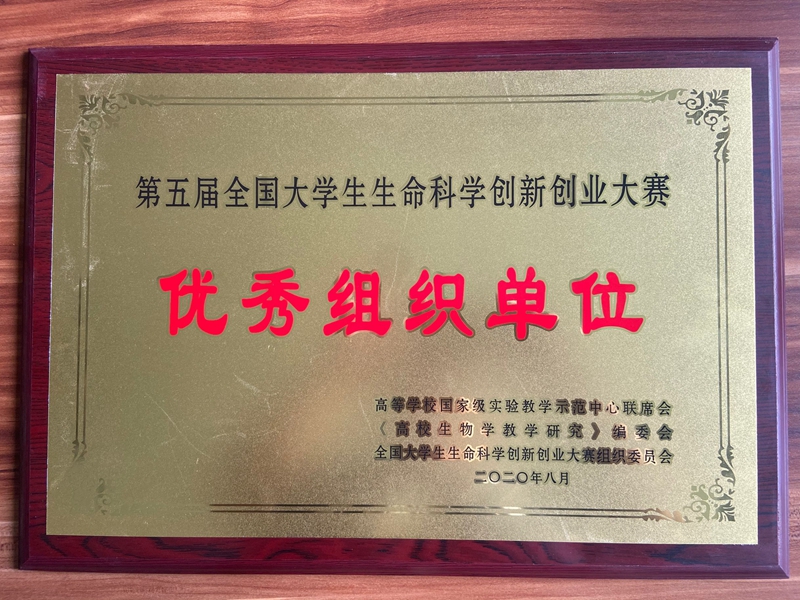 第五届全国大学生生命科学创新创业大赛
优秀组织单位
高等学校国家级实验教学示范中心联席会
《高校生物学教学研究》编委会
全国大学生生命科学创新创业大赛组织委员会
二〇二〇年八月